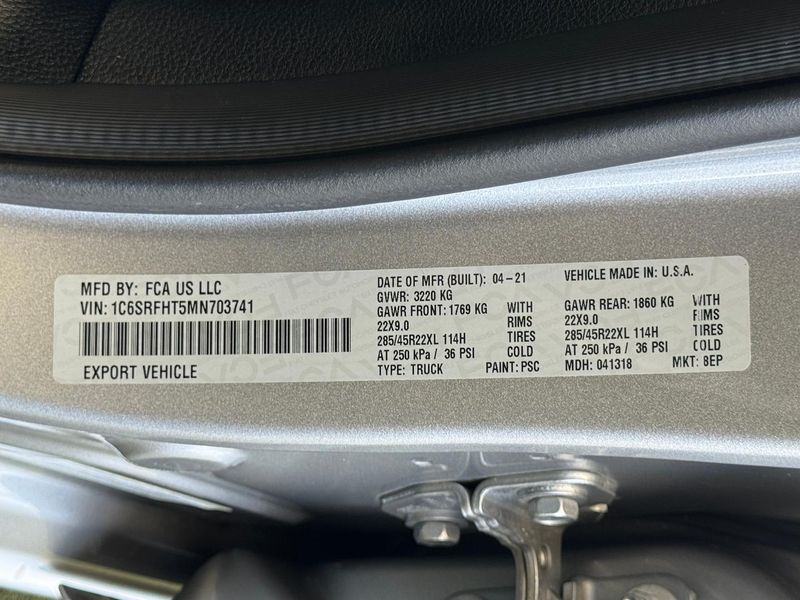 MFD BY: FCA US LLC
VIN: 1C6SRFHT5MN703741
EXPORT VEHICLE
DATE OF MFR (BUILT): 04-21
GVWR: 3220 KG
GAWR FRONT: 1769 KG WITH
22X9.0 RIMS
285/45R22XL 114H TIRES
AT 250 kPa / 36 PSI COLD
TYPE: TRUCK PAINT: PSC
VEHICLE MADE IN: U.S.A.
GAWR REAR: 1860 KG WITH
22X9.0 RIMS
285/45R22XL 114H TIRES
AT 250 kPa / 36 PSI COLD
MDH: 041318 MKT: 8EP